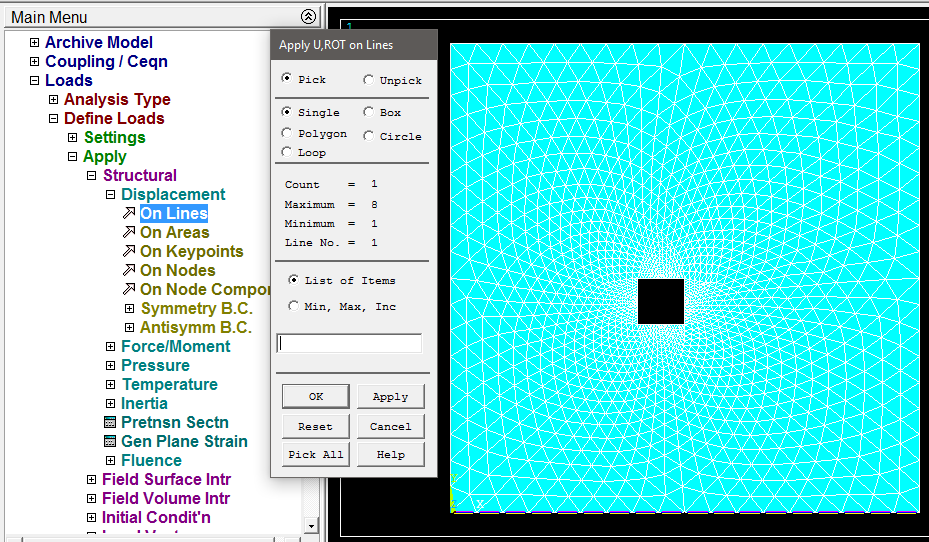 Main Menu
Archive Model
Coupling / Ceqn
Loads
Analysis Type
Define Loads
Settings
Apply
Structural
Displacement
On Lines
On Areas
On Keypoints
On Nodes
On Node Compo
Symmetry B.C.
Antisymm B.C.
Force/Moment
Pressure
Temperature
Inertia
Pretnsn Sectn
Gen Plane Strain
Fluence
Field Surface Intr
Field Volume Intr
Initial Condit'n
Apply U,ROT on Lines
Pick Unpick
Single Box
Polygon Circle
Loop
Count = 1
Maximum = 8
Minimum = 1
Line No. = 1
List of Items
Min, Max, Inc
OK Apply
Reset Cancel
Pick All Help
1
Y
Z X